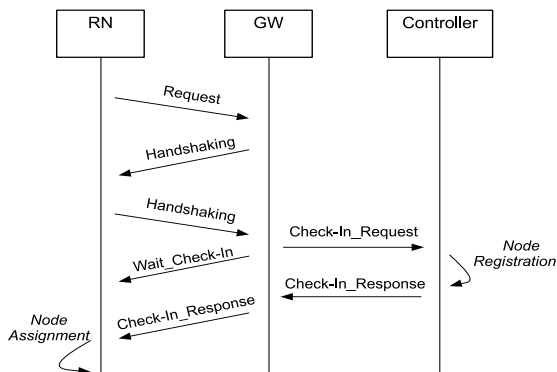 RN
GW
Controller
Request
Handshaking
Handshaking
Check-In_Request
Wait_Check-In
Node
Registration
Check-In_Response
Check-In_Response
Node
Assignment